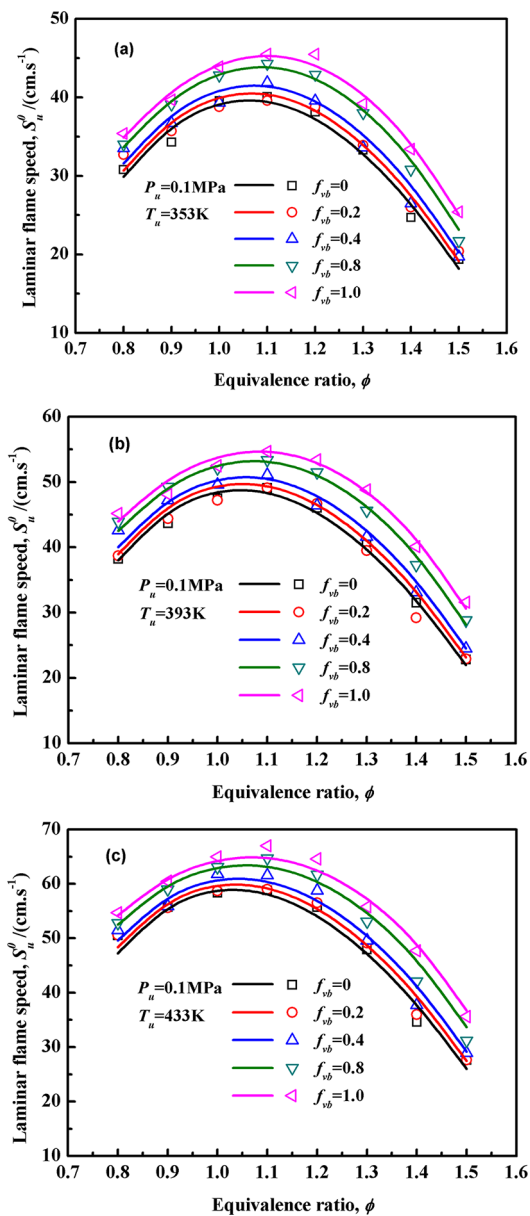 50
(a)
40
30
P_u=0.1MPa
f_vb=0
T_u=353K
f_vb=0.2
f_vb=0.4
20
f_vb=0.8
f_vb=1.0
10
Laminar flame speed, S_u^0 /(cm.s⁻¹)
0.7 0.8 0.9 1.0 1.1 1.2 1.3 1.4 1.5 1.6
Equivalence ratio, ϕ
60
(b)
50
40
P_u=0.1MPa
f_vb=0
30
T_u=393K
f_vb=0.2
f_vb=0.4
20
f_vb=0.8
f_vb=1.0
10
Laminar flame speed, S_u^0 /(cm.s⁻¹)
0.7 0.8 0.9 1.0 1.1 1.2 1.3 1.4 1.5 1.6
Equivalence ratio, ϕ
70
(c)
60
50
40
P_u=0.1MPa
f_vb=0
T_u=433K
f_vb=0.2
30
f_vb=0.4
f_vb=0.8
20
f_vb=1.0
10
Laminar flame speed, S_u^0 /(cm.s⁻¹)
0.7 0.8 0.9 1.0 1.1 1.2 1.3 1.4 1.5 1.6
Equivalence ratio, ϕ